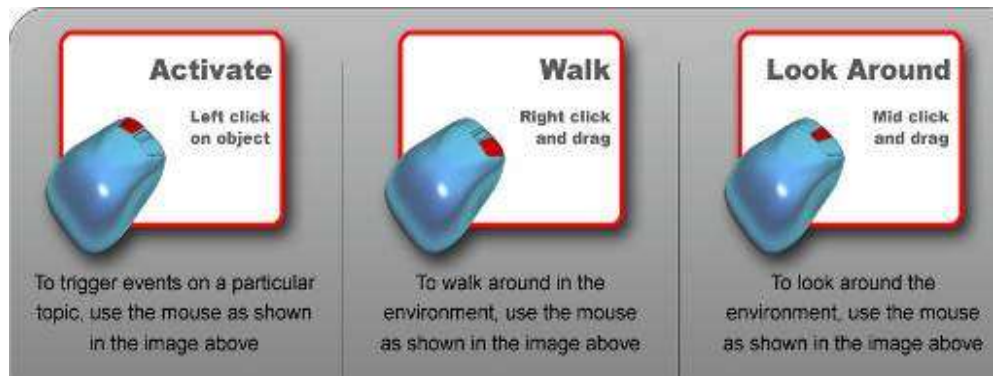 Activate
Left click
on object
To trigger events on a particular
topic, use the mouse as shown
in the image above
Walk
Right click
and drag
To walk around in the
environment, use the mouse
as shown in the image above
Look Around
Mid click
and drag
To look around the
environment, use the mouse
as shown in the image above